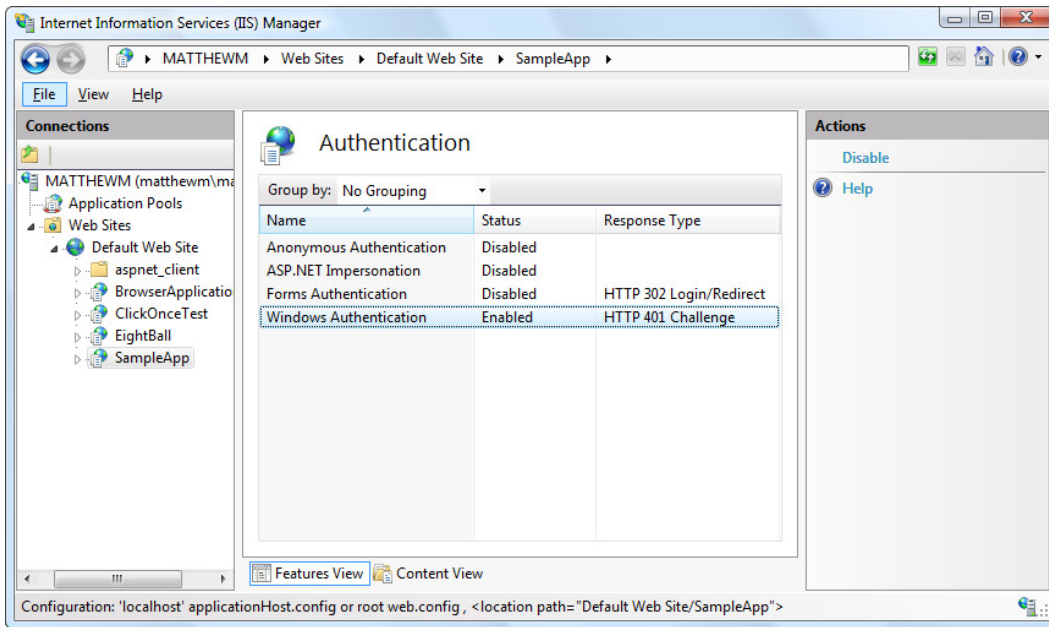 Internet Information Services (IIS) Manager
MATTHEWM Web Sites Default Web Site SampleApp
File View Help
Connections
MATTHEWM (matthewm\ma
Application Pools
Web Sites
Default Web Site
aspnet_client
BrowserApplicatio
ClickOnceTest
EightBall
SampleApp
Authentication
Group by: No Grouping
Name Status Response Type
Anonymous Authentication Disabled
ASP.NET Impersonation Disabled
Forms Authentication Disabled HTTP 302 Login/Redirect
Windows Authentication Enabled HTTP 401 Challenge
Features View Content View
Actions
Disable
Help
Configuration: 'localhost' applicationHost.config or root web.config , <location path="Default Web Site/SampleApp">